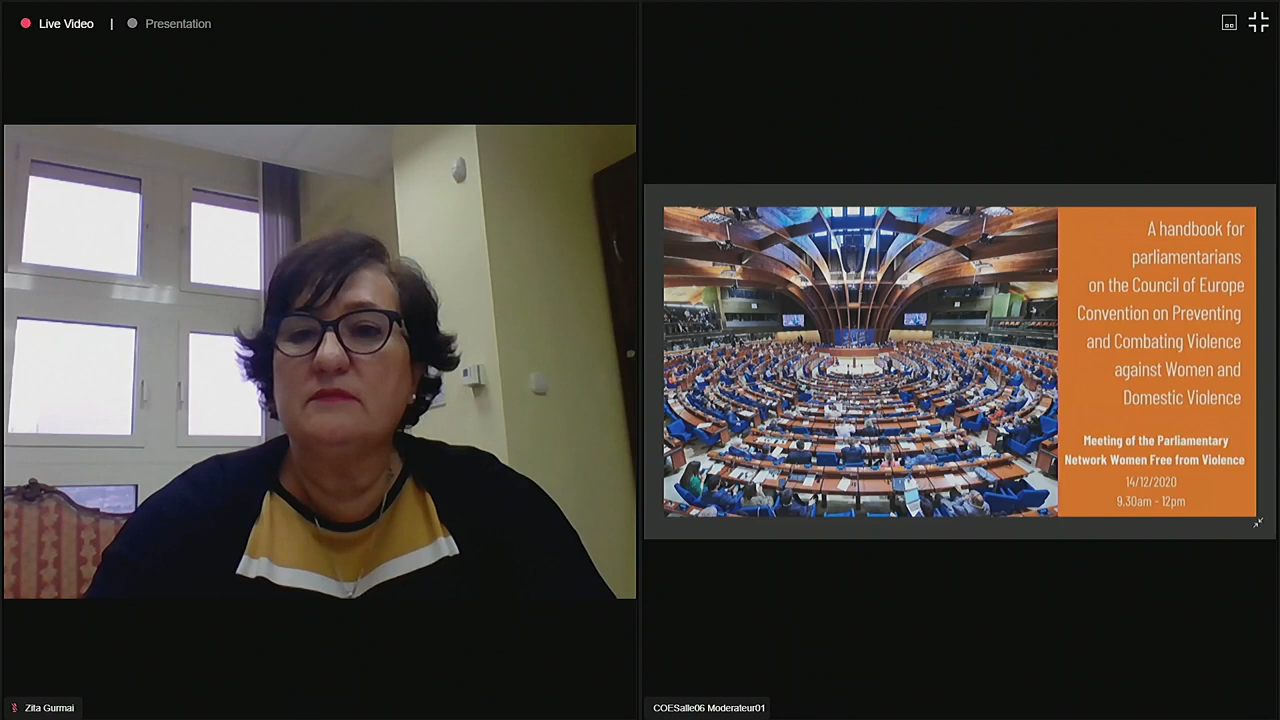 Live Video | Presentation
A handbook for
parliamentarians
on the Council of Europe
Convention on Preventing
and Combating Violence
against Women and
Domestic Violence
Meeting of the Parliamentary
Network Women Free from Violence
14/12/2020
9.30am - 12pm
Zita Gurmai
COESalle06 Moderateur01